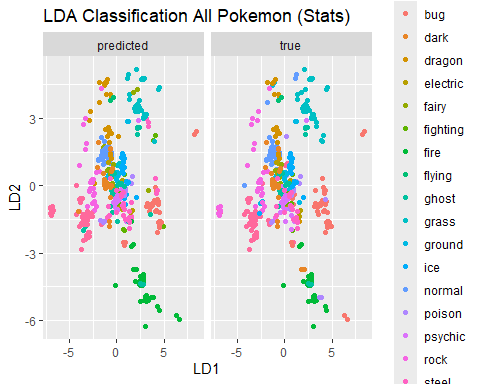 LDA Classification All Pokemon (Stats)
predicted
true
3
0
-3
-6
LD2
-5
0
5
-5
0
5
LD1
bug
dark
dragon
electric
fairy
fighting
fire
flying
ghost
grass
ground
ice
normal
poison
psychic
rock
steel